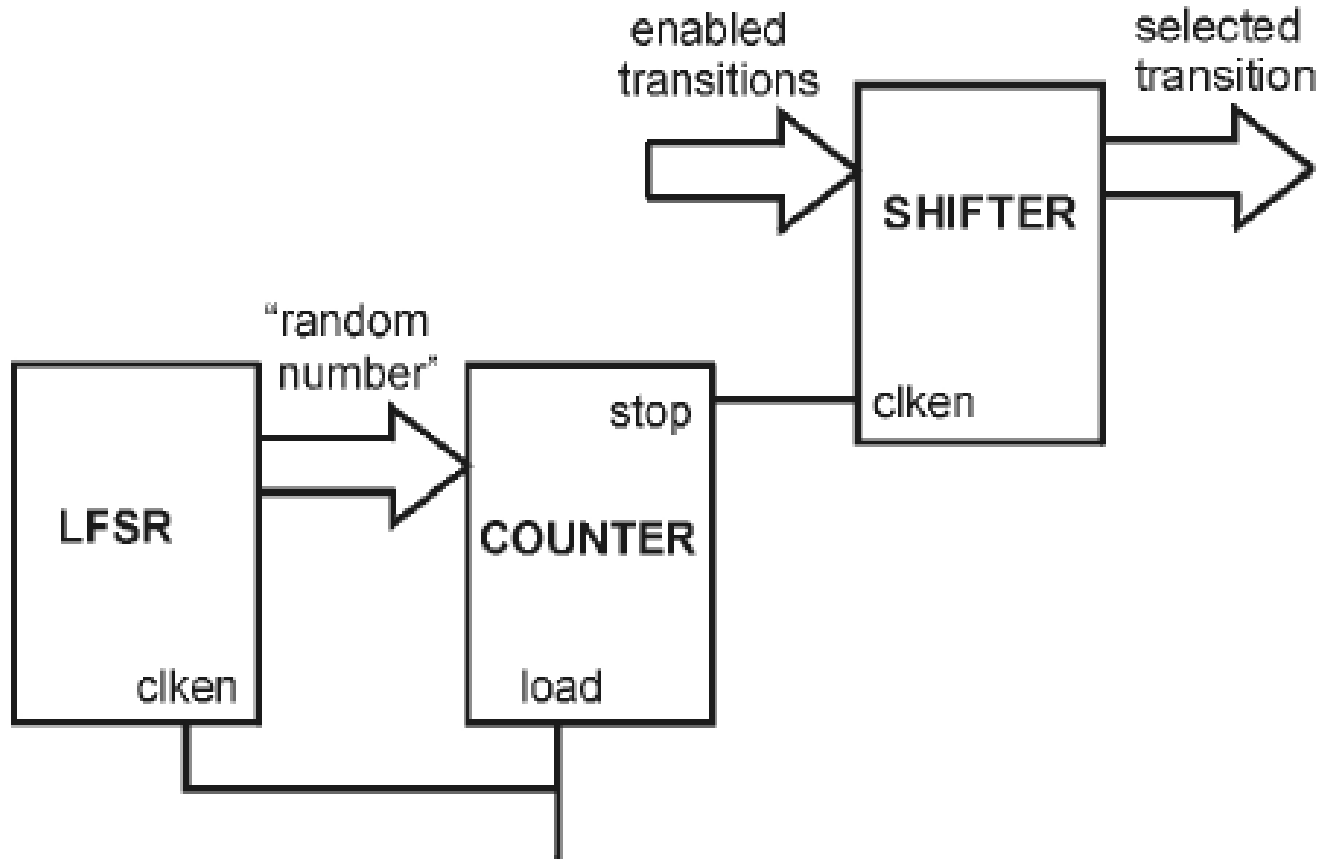 enabled
transitions
selected
transition
SHIFTER
clken
“random
number”
LFSR
clken
stop
COUNTER
load